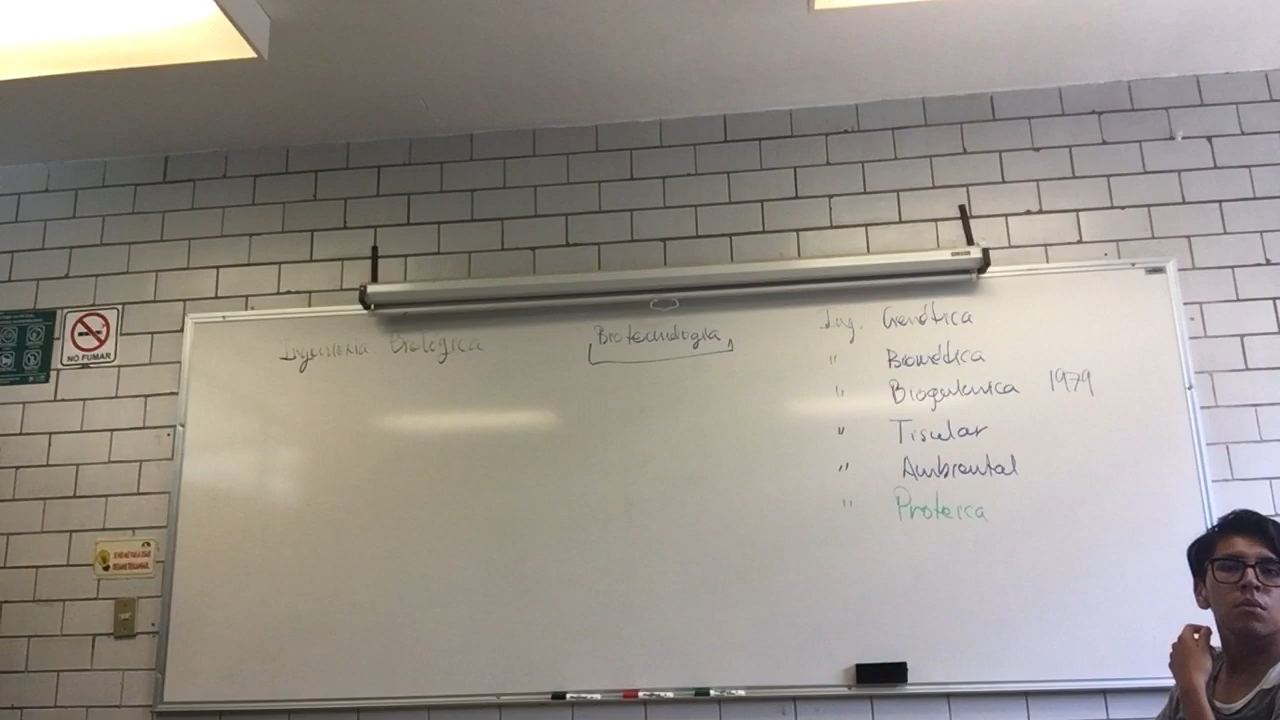 Ingeniería Biológica
Biotecnología
Ing. Genética
" Biomédica
" Bioquímica 1979
" Tisular
" Ambiental
" Proteica
NO FUMAR